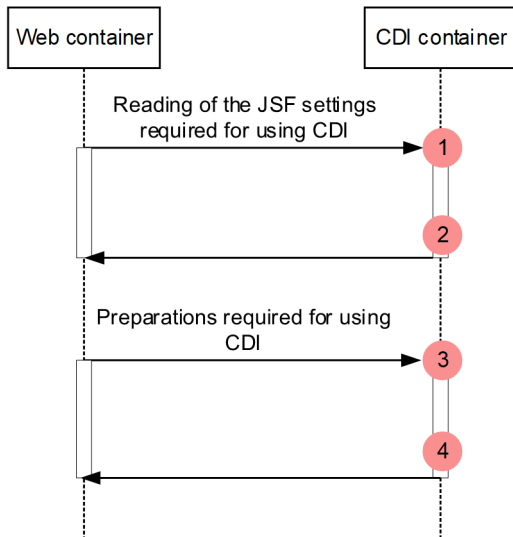 Web container
CDI container
Reading of the JSF settings
required for using CDI
1
2
Preparations required for using
CDI
3
4